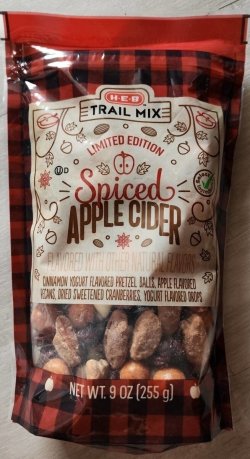 H-E-B
TRAIL MIX
LIMITED EDITION
Spiced
APPLE CIDER
FLAVORED WITH OTHER NATURAL FLAVORS
CINNAMON YOGURT FLAVORED PRETZEL BALLS, APPLE FLAVORED
PECANS, DRIED SWEETENED CRANBERRIES, YOGURT FLAVORED DROPS
NET WT. 9 OZ (255 g)